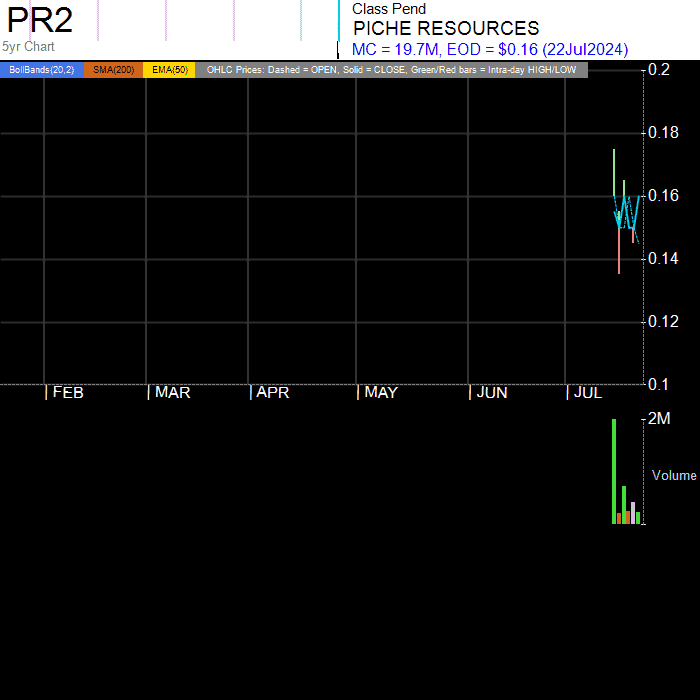 PR2
5yr Chart
Class Pend
PICHE RESOURCES
MC = 19.7M, EOD = $0.16 (22Jul2024)
BollBands(20,2) SMA(200) EMA(50) OHLC Prices: Dashed = OPEN, Solid = CLOSE, Green/Red bars = Intra-day HIGH/LOW
0.2
0.18
0.16
0.14
0.12
0.1
FEB MAR APR MAY JUN JUL
2M
Volume